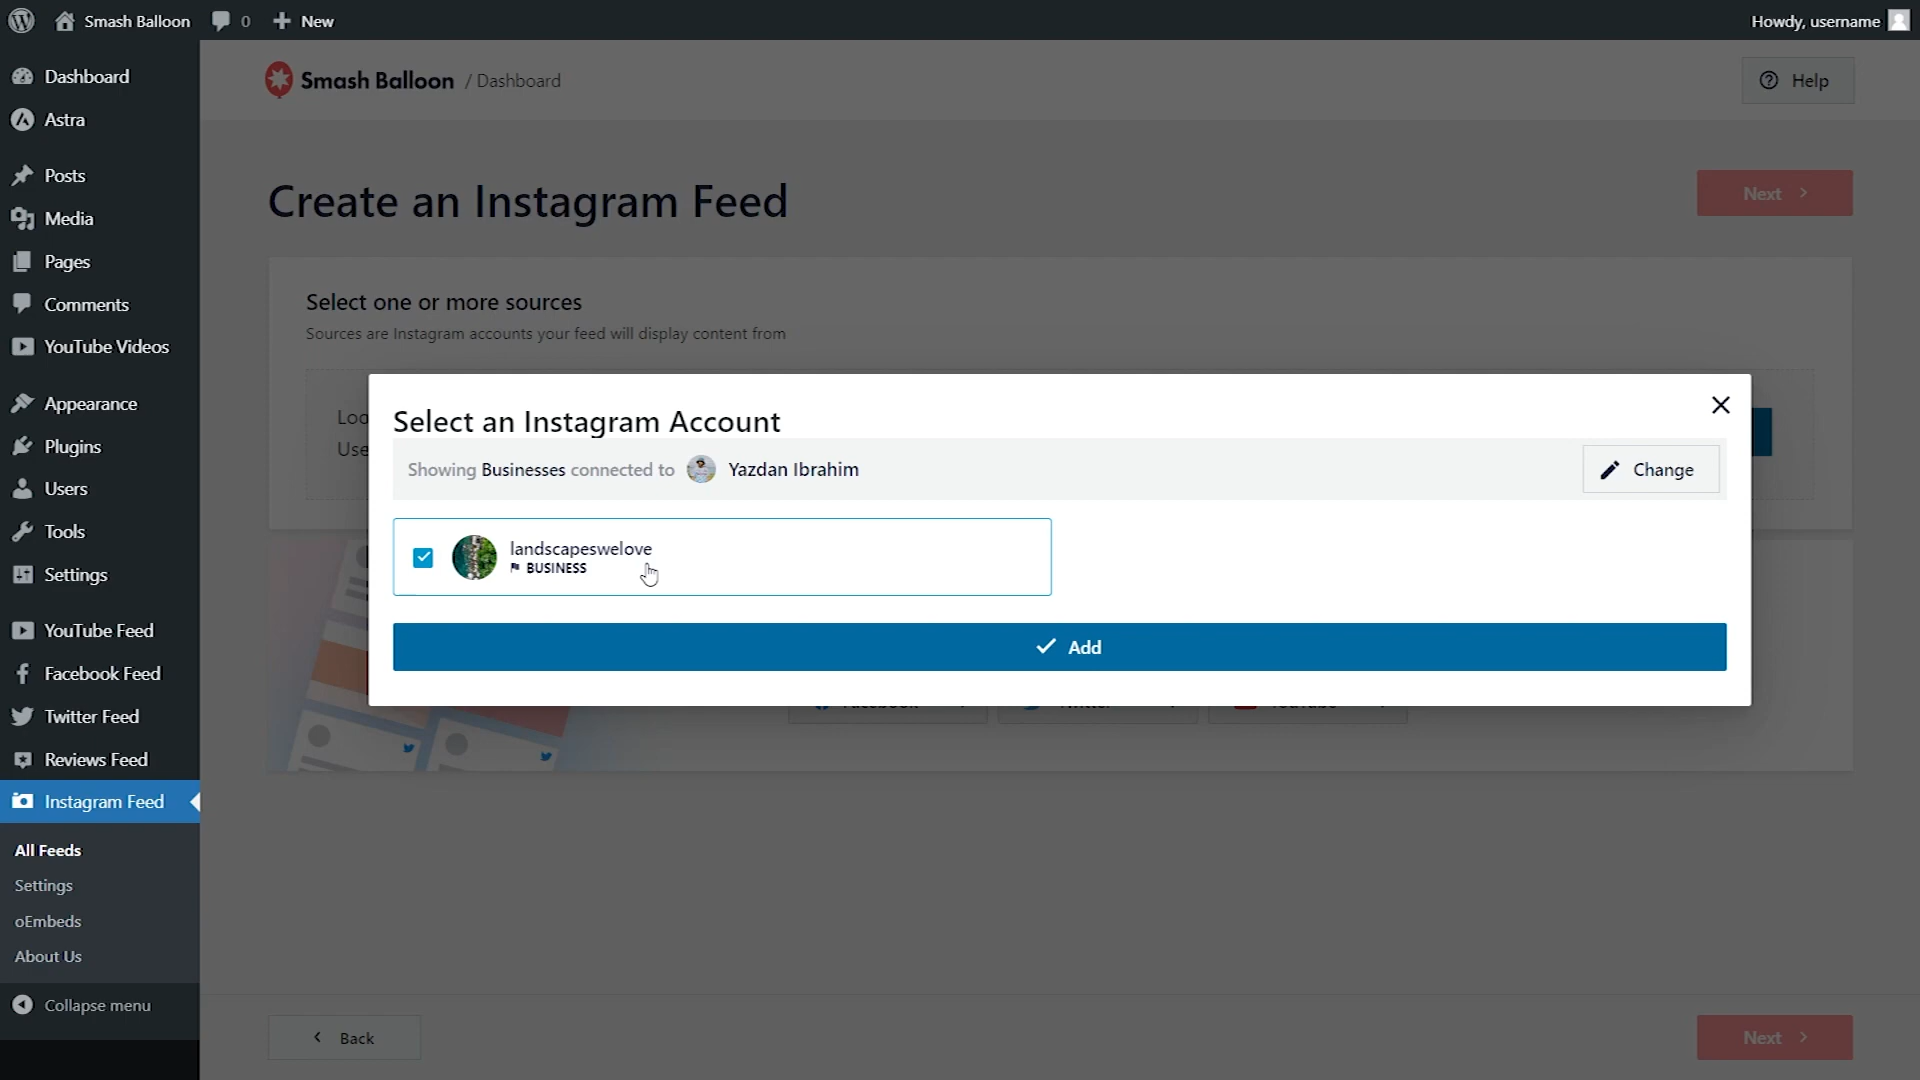 Smash Balloon
0
New
Howdy, username
Dashboard
Astra
Posts
Media
Pages
Comments
YouTube Videos
Appearance
Plugins
Users
Tools
Settings
YouTube Feed
Facebook Feed
Twitter Feed
Reviews Feed
Instagram Feed
All Feeds
Settings
oEmbeds
About Us
Collapse menu
Smash Balloon / Dashboard
Help
Create an Instagram Feed
Next
Select one or more sources
Sources are Instagram accounts your feed will display content from
Select an Instagram Account
Showing Businesses connected to Yazdan Ibrahim
Change
landscapeswelove
BUSINESS
Add
Back
Next